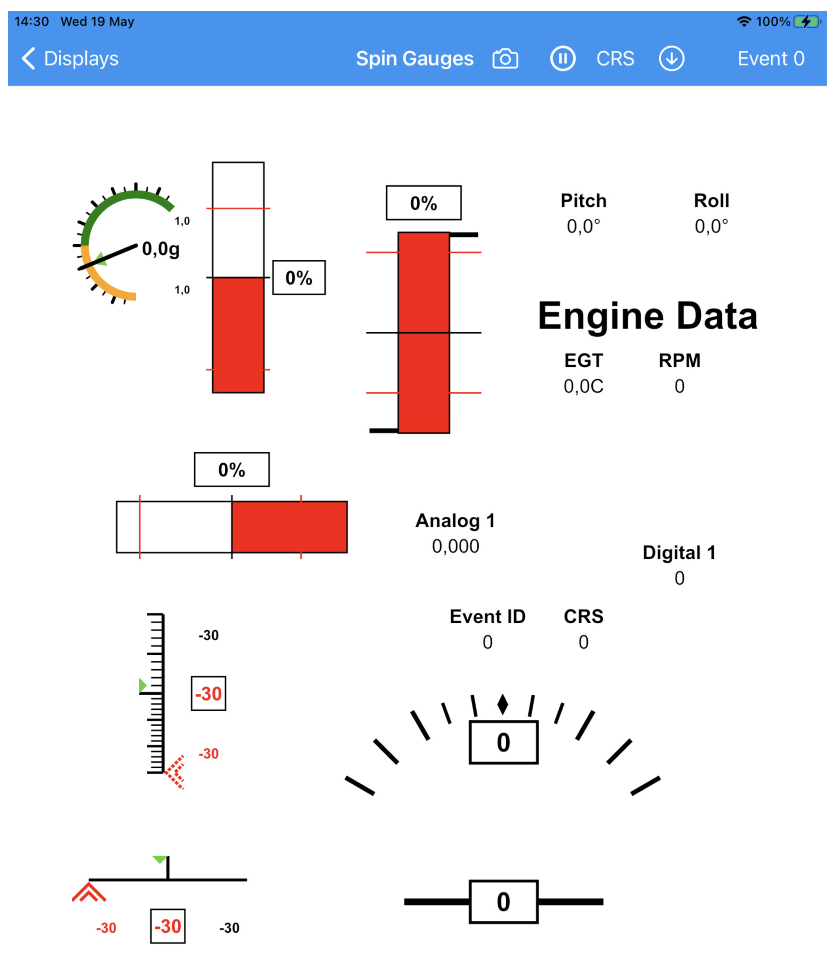 14:30 Wed 19 May 100%
Displays Spin Gauges CRS Event 0
1,0
0,0g
1,0
0%
0%
Pitch Roll
0,0° 0,0°
Engine Data
EGT RPM
0,0C 0
0%
Analog 1
0,000
Digital 1
0
Event ID CRS
0 0
-30
-30
-30
0
-30 -30 -30
0